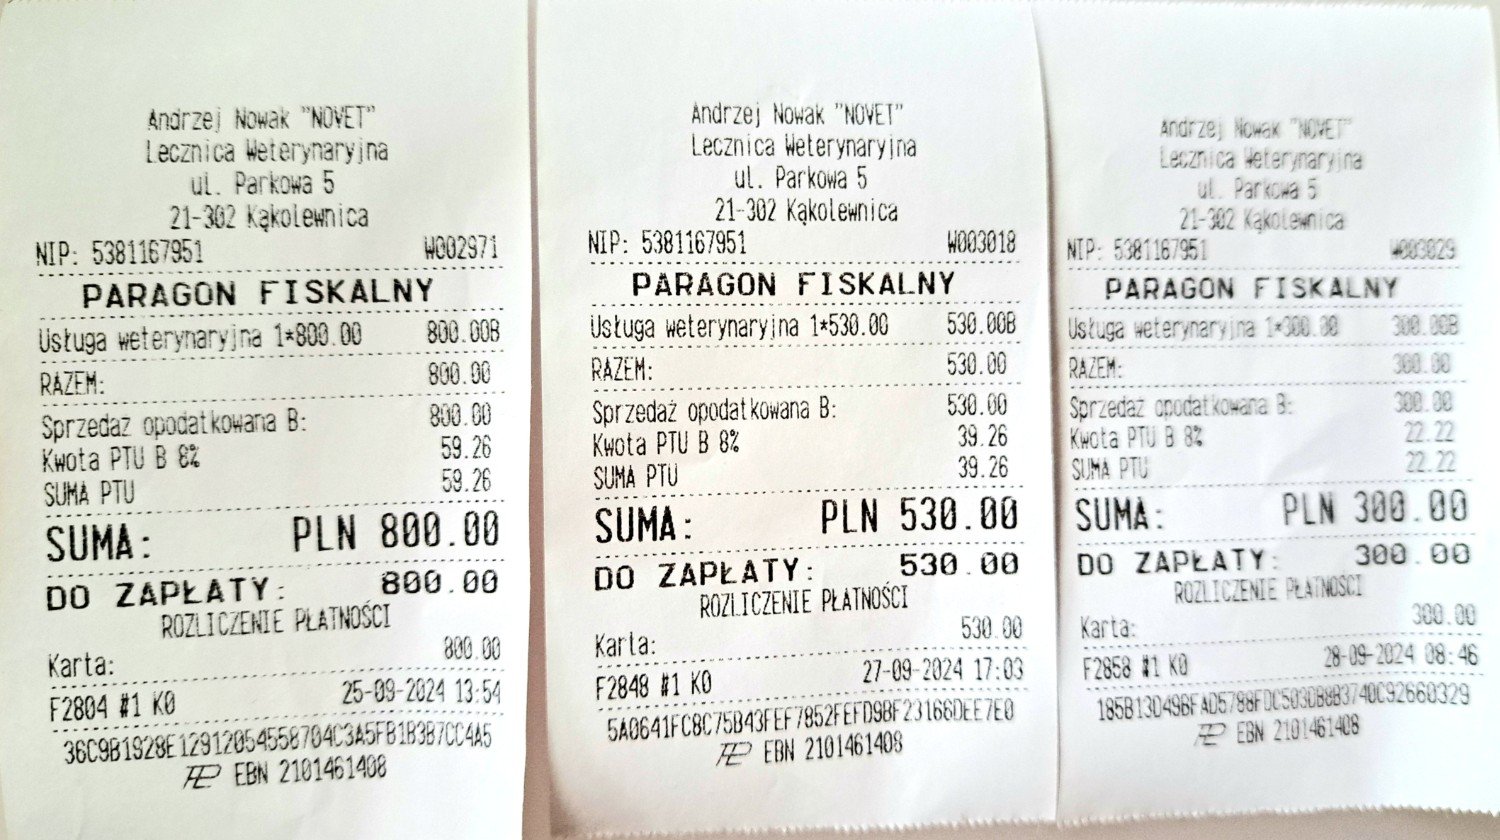 Andrzej Nowak "NOVET"
Lecznica Weterynaryjna
ul. Parkowa 5
21-302 Kąkolewnica
NIP: 5381167951 W002971
PARAGON FISKALNY
Usługa weterynaryjna 1*800.00 800.00B
RAZEM: 800.00
Sprzedaż opodatkowana B: 800.00
Kwota PTU B 8% 59.26
SUMA PTU 59.26
SUMA: PLN 800.00
DO ZAPŁATY: 800.00
ROZLICZENIE PŁATNOŚCI
Karta: 800.00
F2804 #1 K0 25-09-2024 13:54
36C9B1928E12912054558704C3A5FB1B3B7CC4A5
EBN 2101461408
Andrzej Nowak "NOVET"
Lecznica Weterynaryjna
ul. Parkowa 5
21-302 Kąkolewnica
NIP: 5381167951 W003018
PARAGON FISKALNY
Usługa weterynaryjna 1*530.00 530.00B
RAZEM: 530.00
Sprzedaż opodatkowana B: 530.00
Kwota PTU B 8% 39.26
SUMA PTU 39.26
SUMA: PLN 530.00
DO ZAPŁATY: 530.00
ROZLICZENIE PŁATNOŚCI
Karta: 530.00
F2848 #1 K0 27-09-2024 17:03
5A0641FC8C75B43FEF7852FEFD9BF23166DEE7E0
EBN 2101461408
Andrzej Nowak "NOVET"
Lecznica Weterynaryjna
ul. Parkowa 5
21-302 Kąkolewnica
NIP: 5381167951 W003029
PARAGON FISKALNY
Usługa weterynaryjna 1*300.00 300.00B
RAZEM: 300.00
Sprzedaż opodatkowana B: 300.00
Kwota PTU B 8% 22.22
SUMA PTU 22.22
SUMA: PLN 300.00
DO ZAPŁATY: 300.00
ROZLICZENIE PŁATNOŚCI
Karta: 300.00
F2858 #1 K0 28-09-2024 08:46
EBN 2101461408